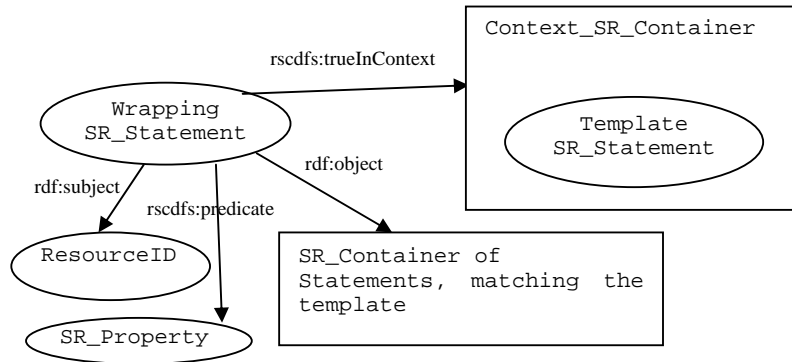 Context_SR_Container
rscdfs:trueInContext
Wrapping
SR_Statement
Template
SR_Statement
rdf:subject
rdf:object
rscdfs:predicate
ResourceID
SR_Container of
Statements, matching the
template
SR_Property